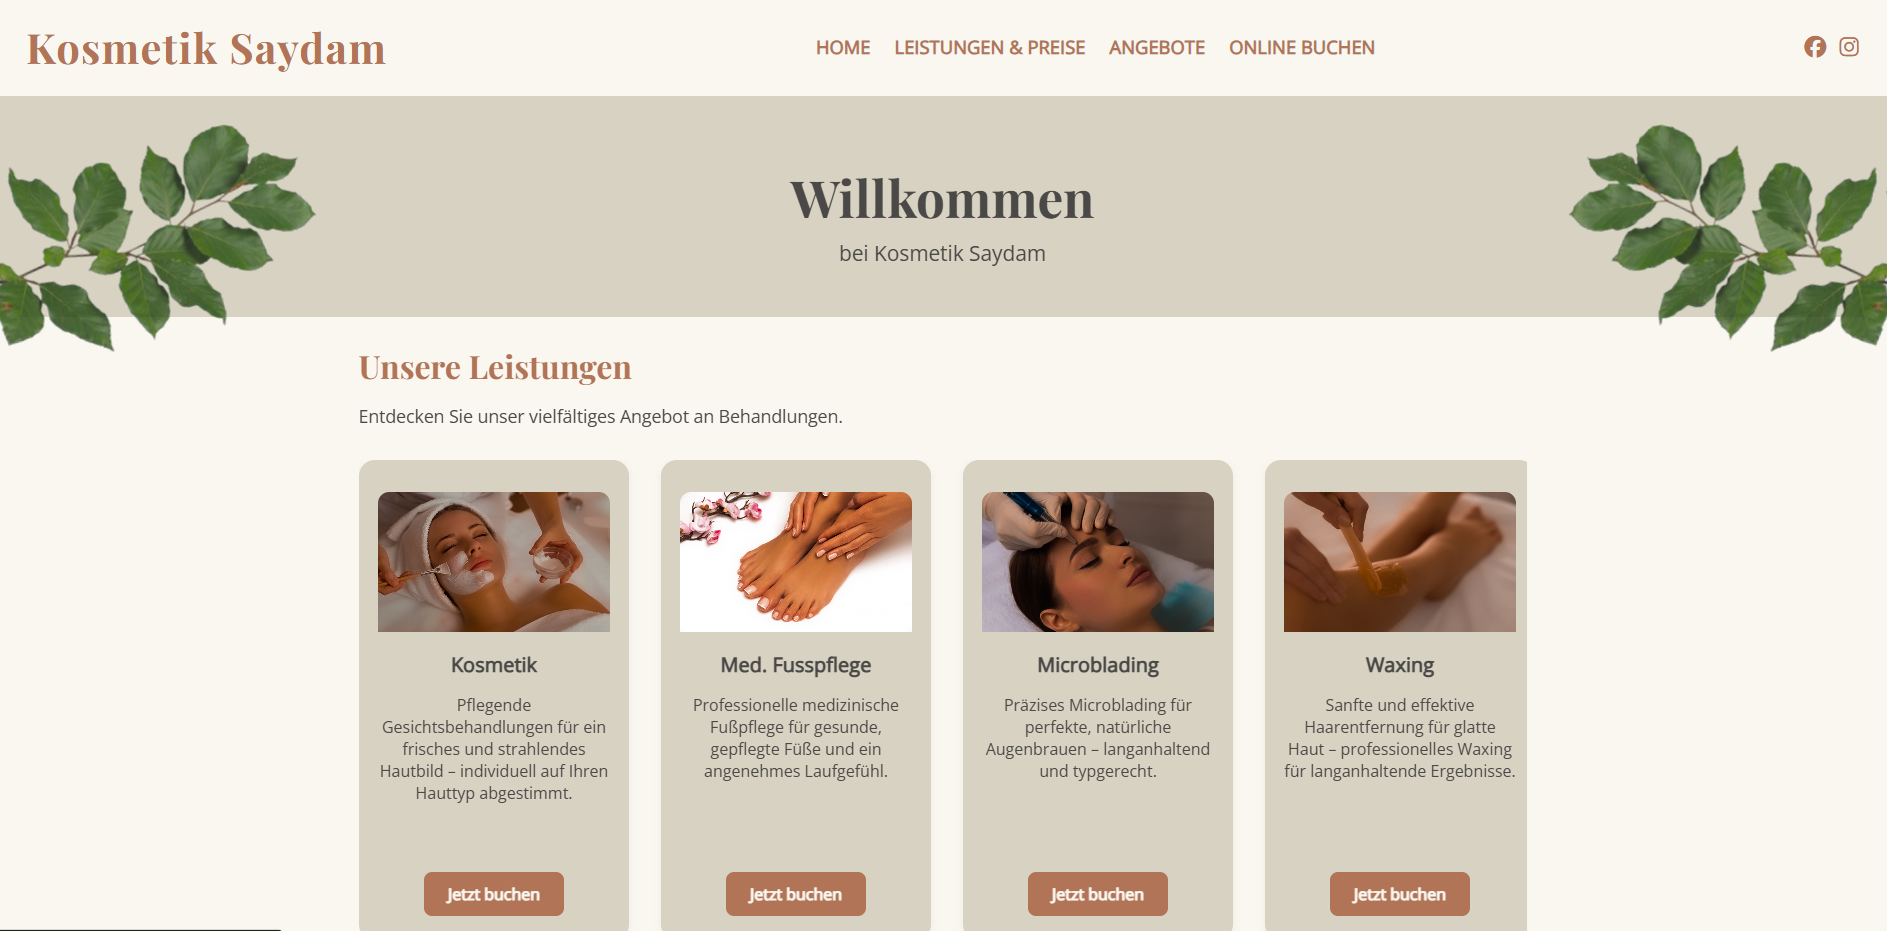 Kosmetik Saydam
HOME LEISTUNGEN & PREISE ANGEBOTE ONLINE BUCHEN
Willkommen
bei Kosmetik Saydam
Unsere Leistungen
Entdecken Sie unser vielfältiges Angebot an Behandlungen.
Kosmetik
Pflegende
Gesichtsbehandlungen für ein
frisches und strahlendes
Hautbild – individuell auf Ihren
Hauttyp abgestimmt.
Jetzt buchen
Med. Fusspflege
Professionelle medizinische
Fußpflege für gesunde,
gepflegte Füße und ein
angenehmes Laufgefühl.
Jetzt buchen
Microblading
Präzises Microblading für
perfekte, natürliche
Augenbrauen – langanhaltend
und typgerecht.
Jetzt buchen
Waxing
Sanfte und effektive
Haarentfernung für glatte
Haut – professionelles Waxing
für langanhaltende Ergebnisse.
Jetzt buchen